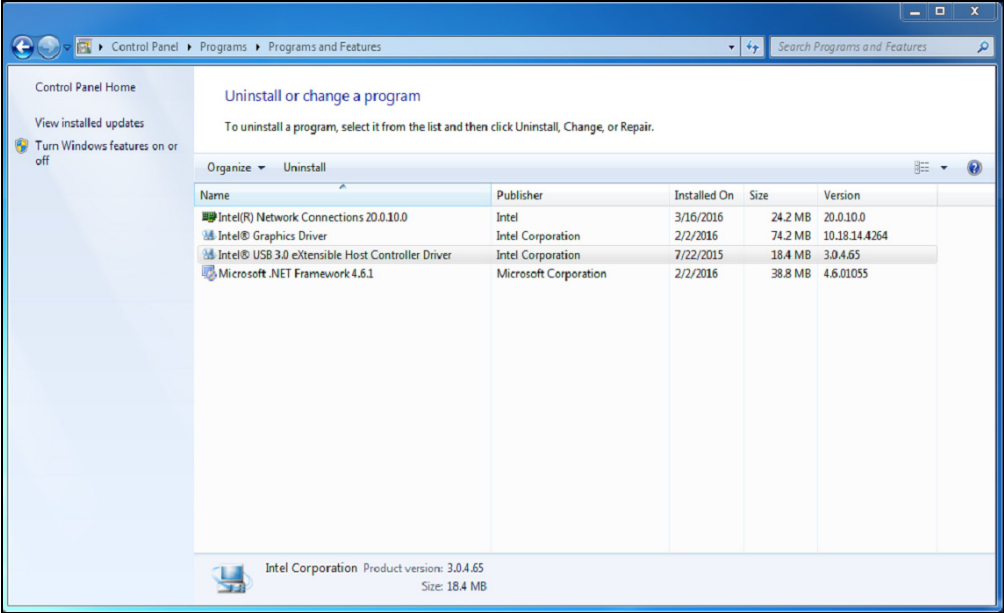 Control Panel ▸ Programs ▸ Programs and Features
Search Programs and Features
Control Panel Home
View installed updates
Turn Windows features on or
off
Uninstall or change a program
To uninstall a program, select it from the list and then click Uninstall, Change, or Repair.
Organize Uninstall
Name Publisher Installed On Size Version
Intel(R) Network Connections 20.0.10.0 Intel 3/16/2016 24.2 MB 20.0.10.0
Intel® Graphics Driver Intel Corporation 2/2/2016 74.2 MB 10.18.14.4264
Intel® USB 3.0 eXtensible Host Controller Driver Intel Corporation 7/22/2015 18.4 MB 3.0.4.65
Microsoft .NET Framework 4.6.1 Microsoft Corporation 2/2/2016 38.8 MB 4.6.01055
Intel Corporation Product version: 3.0.4.65
Size: 18.4 MB